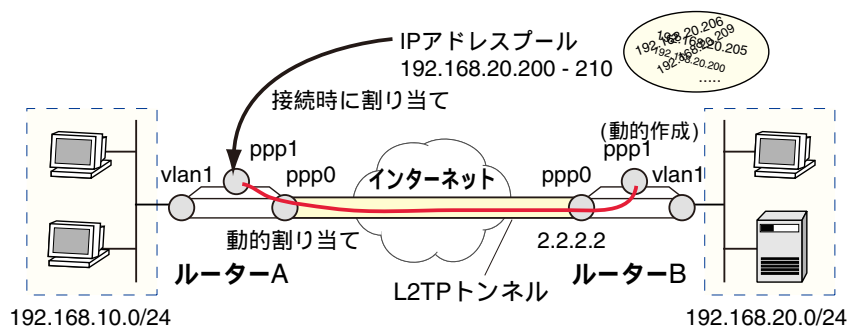 IPアドレスプール
192.168.20.200 - 210
192.168.20.206
192.168.20.209
192.168.20.205
192.168.20.200
.....
接続時に割り当て
(動的作成)
ppp1
ppp1
vlan1
ppp0
インターネット
ppp0
vlan1
動的割り当て
2.2.2.2
ルーターA
L2TPトンネル
ルーターB
192.168.10.0/24
192.168.20.0/24